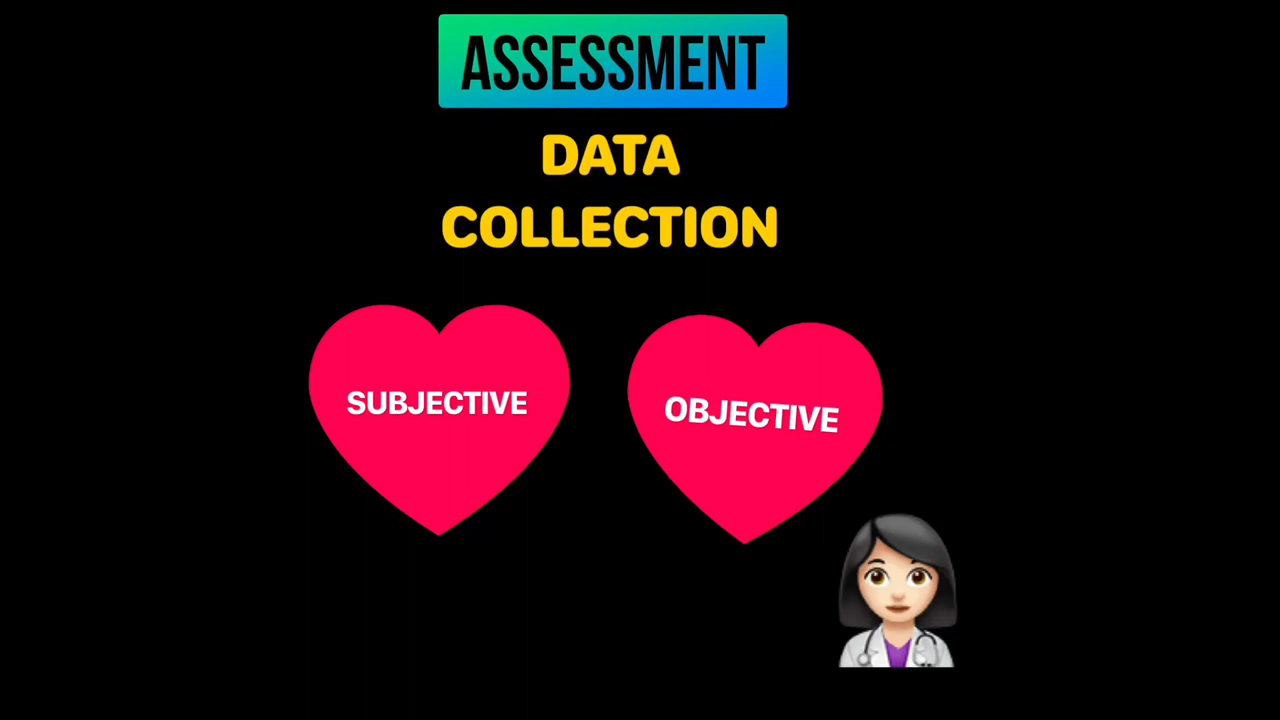 ASSESSMENT
DATA
COLLECTION
SUBJECTIVE
OBJECTIVE